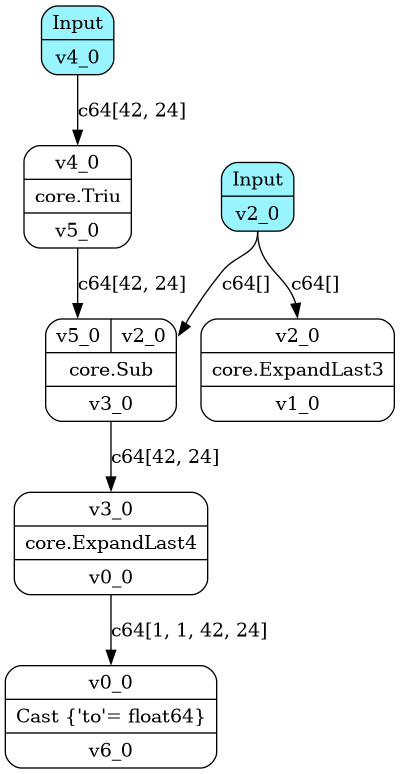 Input
v4_0
c64[42, 24]
v4_0
core.Triu
v5_0
Input
v2_0
c64[42, 24]
c64[]
c64[]
v5_0 v2_0
core.Sub
v3_0
v2_0
core.ExpandLast3
v1_0
c64[42, 24]
v3_0
core.ExpandLast4
v0_0
c64[1, 1, 42, 24]
v0_0
Cast {'to'= float64}
v6_0